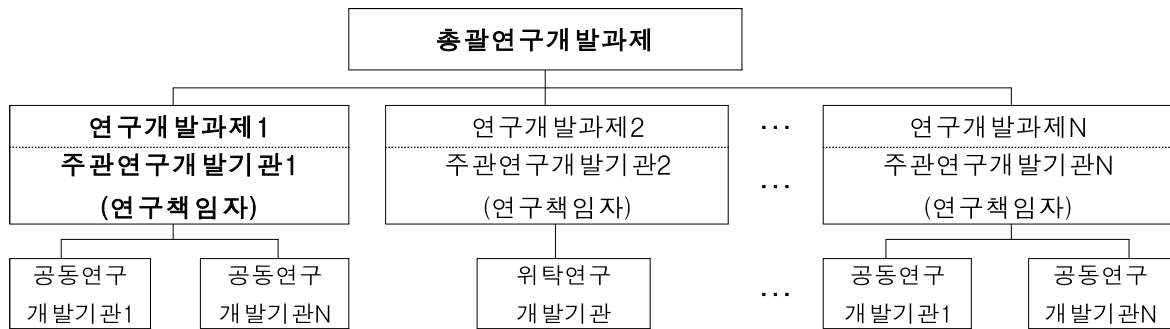 총괄연구개발과제
연구개발과제1
주관연구개발기관1
(연구책임자)
연구개발과제2
주관연구개발기관2
(연구책임자)
...
...
연구개발과제N
주관연구개발기관N
(연구책임자)
공동연구
개발기관1
공동연구
개발기관N
위탁연구
개발기관
...
공동연구
개발기관1
공동연구
개발기관N